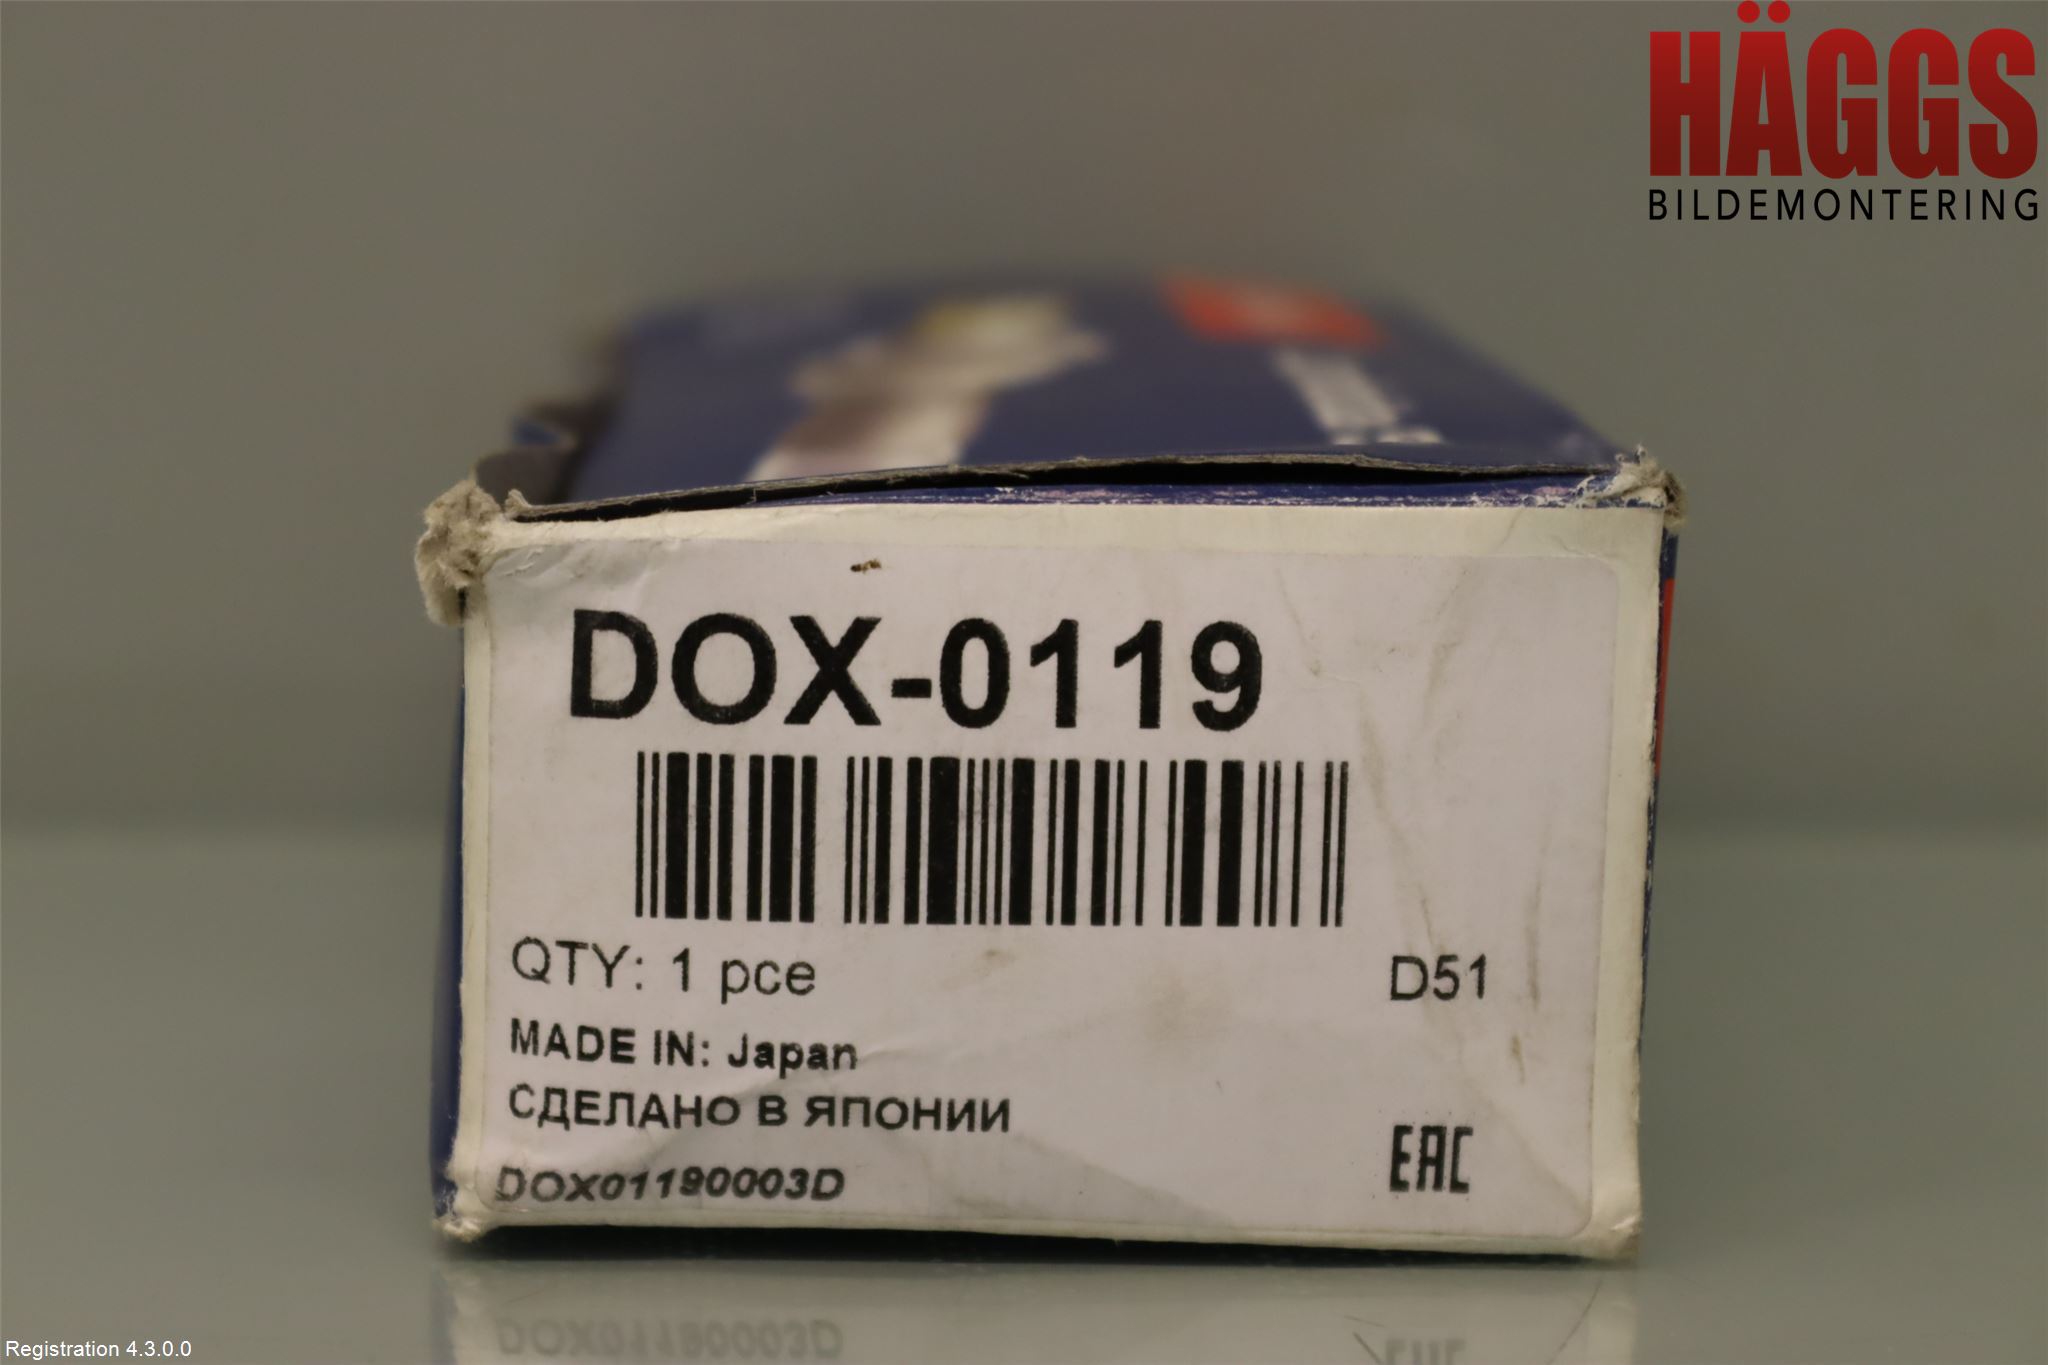 HÄGGS
BILDEMONTERING
DOX-0119
QTY: 1 pce
D51
MADE IN: Japan
СДЕЛАНО В ЯПОНИИ
EAC
DOX01190003D
Registration 4.3.0.0